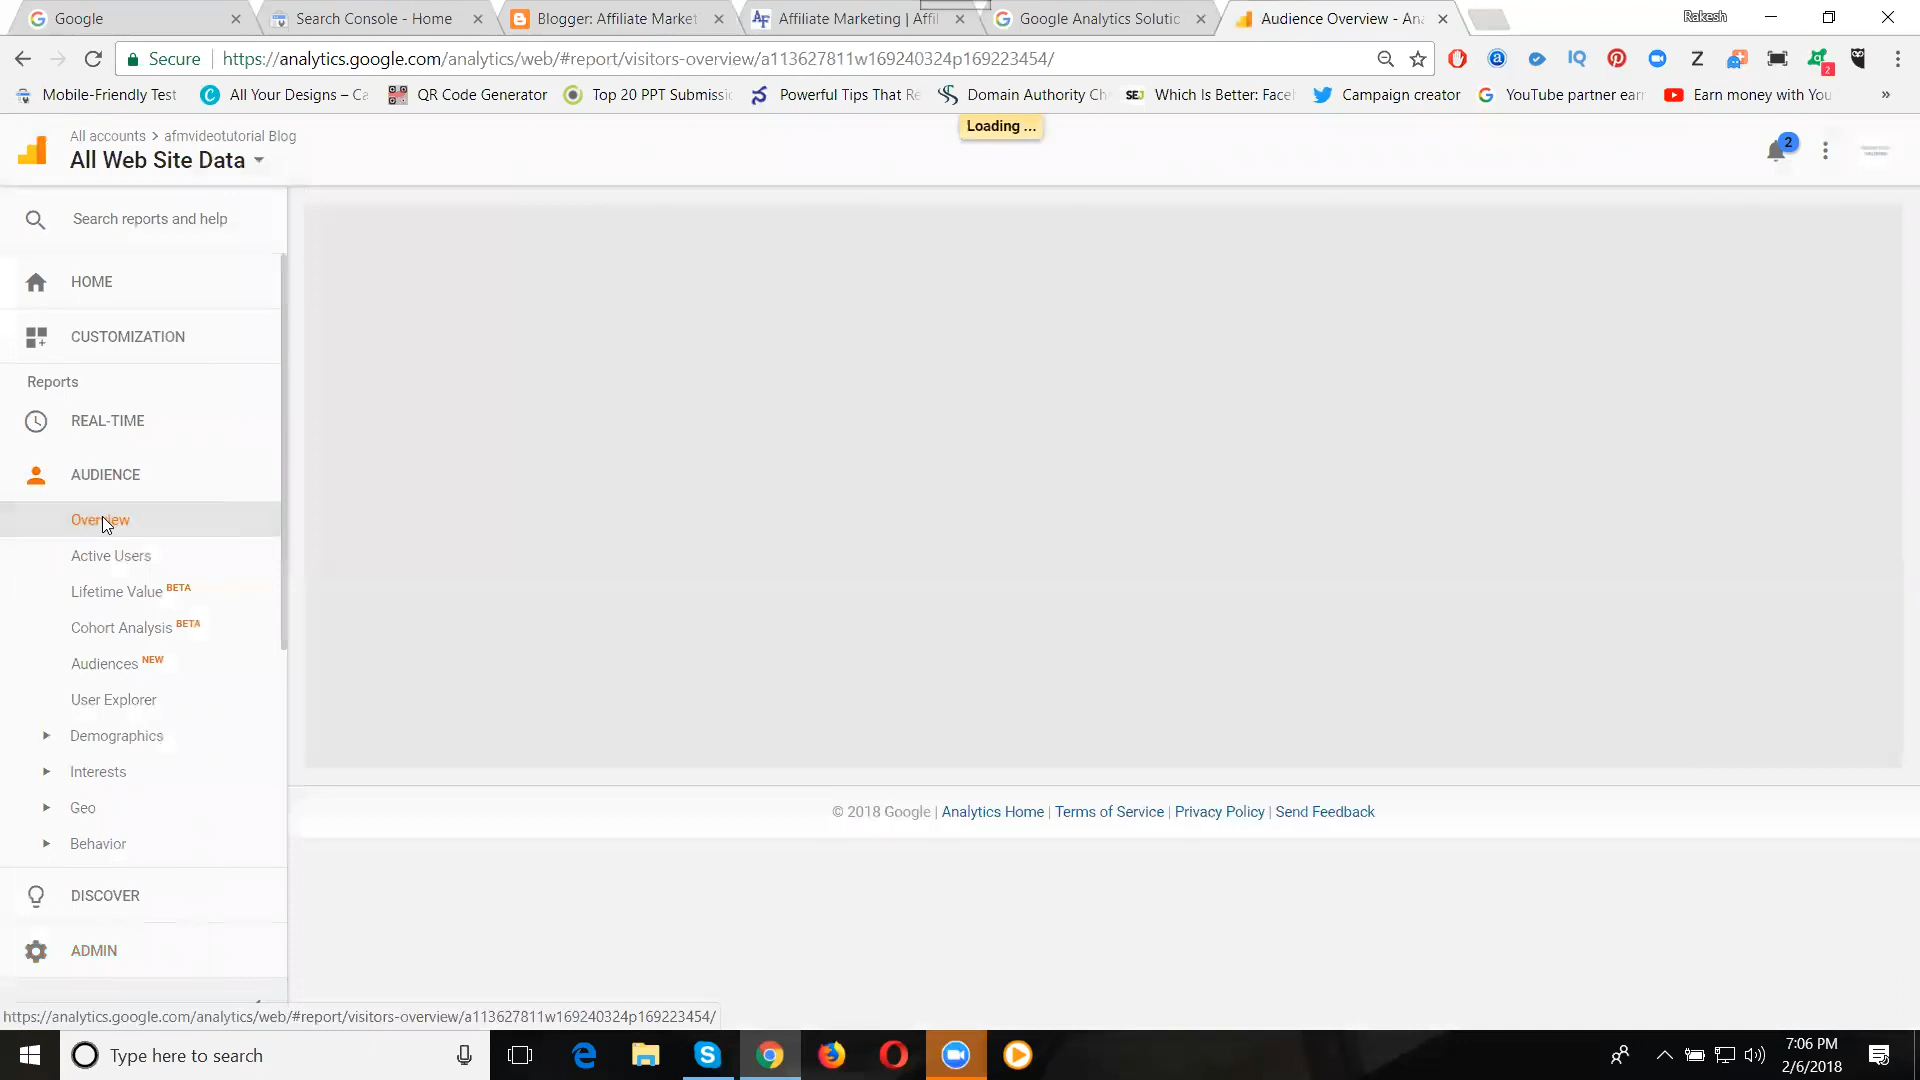 Google
Search Console - Home
Blogger: Affiliate Market
Affiliate Marketing | Affil
Google Analytics Solutic
Audience Overview - Ana
Rakesh
Secure
https://analytics.google.com/analytics/web/#report/visitors-overview/a113627811w169240324p169223454/
2
Mobile-Friendly Test
All Your Designs – Ca
QR Code Generator
Top 20 PPT Submissio
Powerful Tips That Re
Domain Authority Ch
SEJ
Which Is Better: Face
Campaign creator
YouTube partner earn
Earn money with You
»
All accounts > afmvideotutorial Blog
All Web Site Data
Loading ...
2
Search reports and help
HOME
CUSTOMIZATION
Reports
REAL-TIME
AUDIENCE
Overview
Active Users
Lifetime Value BETA
Cohort Analysis BETA
Audiences NEW
User Explorer
Demographics
Interests
Geo
Behavior
DISCOVER
ADMIN
© 2018 Google | Analytics Home | Terms of Service | Privacy Policy | Send Feedback
https://analytics.google.com/analytics/web/#report/visitors-overview/a113627811w169240324p169223454/
Type here to search
7:06 PM
2/6/2018